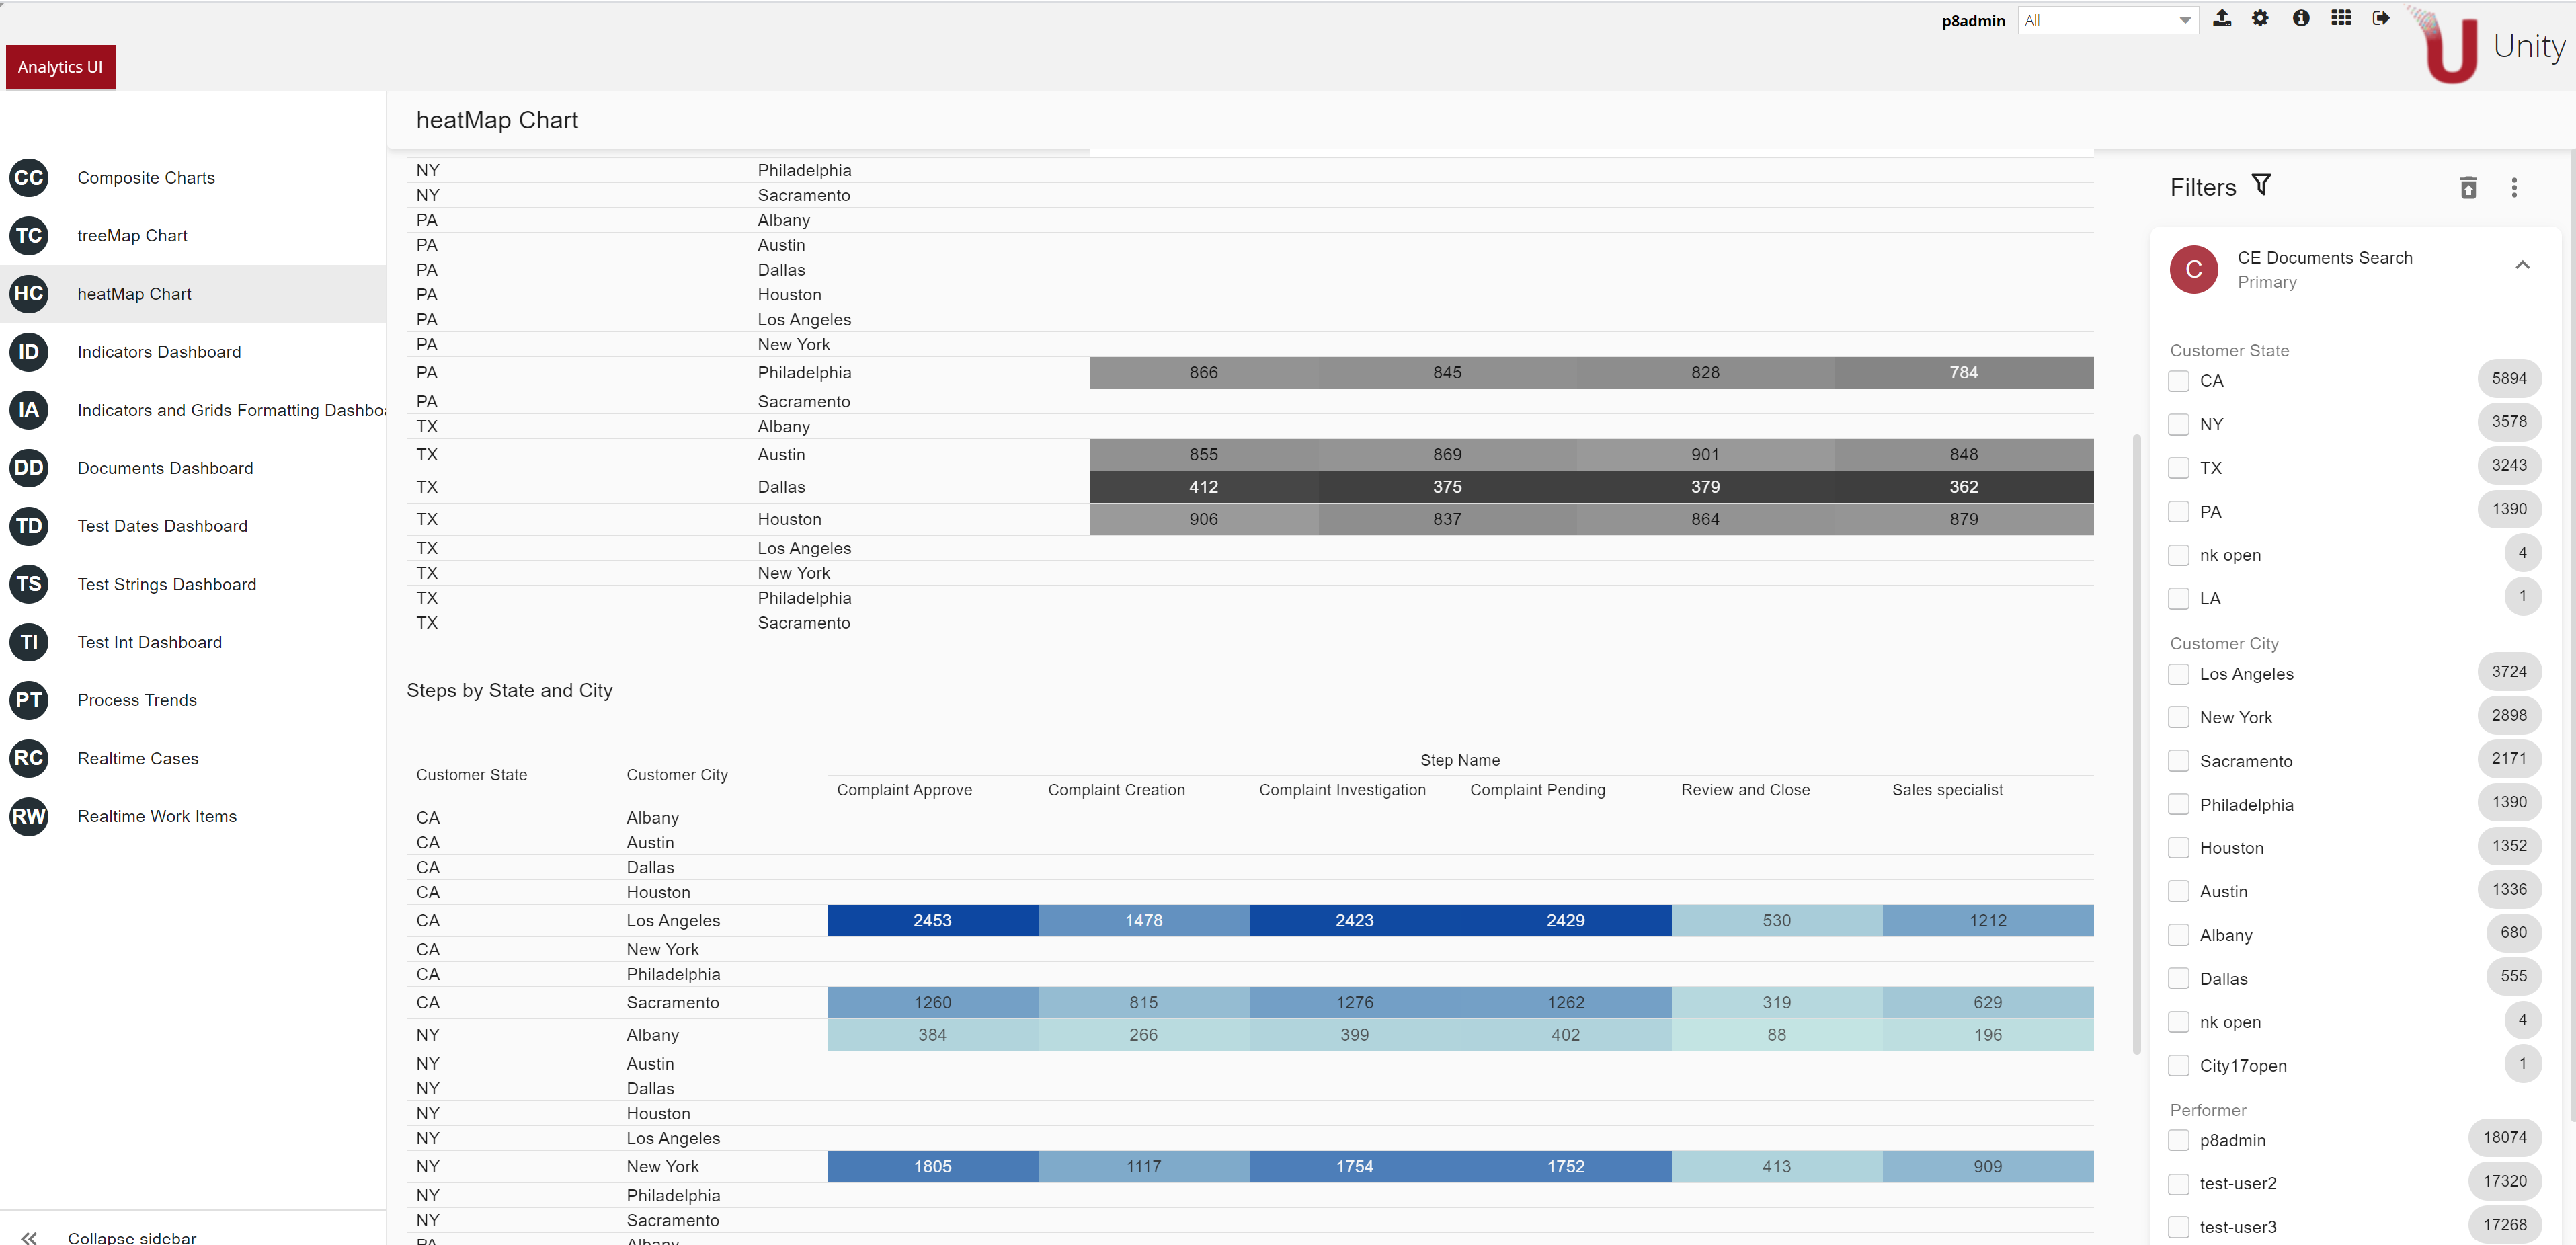 p8admin All
Unity
Analytics UI
heatMap Chart
CC Composite Charts
TC treeMap Chart
HC heatMap Chart
ID Indicators Dashboard
IA Indicators and Grids Formatting Dashboa
DD Documents Dashboard
TD Test Dates Dashboard
TS Test Strings Dashboard
TI Test Int Dashboard
PT Process Trends
RC Realtime Cases
RW Realtime Work Items
Collapse sidebar
NY Philadelphia
NY Sacramento
PA Albany
PA Austin
PA Dallas
PA Houston
PA Los Angeles
PA New York
PA Philadelphia 866 845 828 784
PA Sacramento
TX Albany
TX Austin 855 869 901 848
TX Dallas 412 375 379 362
TX Houston 906 837 864 879
TX Los Angeles
TX New York
TX Philadelphia
TX Sacramento
Steps by State and City
Step Name
Customer State Customer City
Complaint Approve Complaint Creation Complaint Investigation Complaint Pending Review and Close Sales specialist
CA Albany
CA Austin
CA Dallas
CA Houston
CA Los Angeles 2453 1478 2423 2429 530 1212
CA New York
CA Philadelphia
CA Sacramento 1260 815 1276 1262 319 629
NY Albany 384 266 399 402 88 196
NY Austin
NY Dallas
NY Houston
NY Los Angeles
NY New York 1805 1117 1754 1752 413 909
NY Philadelphia
NY Sacramento
PA Albany
Filters
C CE Documents Search
Primary
Customer State
CA 5894
NY 3578
TX 3243
PA 1390
nk open 4
LA 1
Customer City
Los Angeles 3724
New York 2898
Sacramento 2171
Philadelphia 1390
Houston 1352
Austin 1336
Albany 680
Dallas 555
nk open 4
City17open 1
Performer
p8admin 18074
test-user2 17320
test-user3 17268